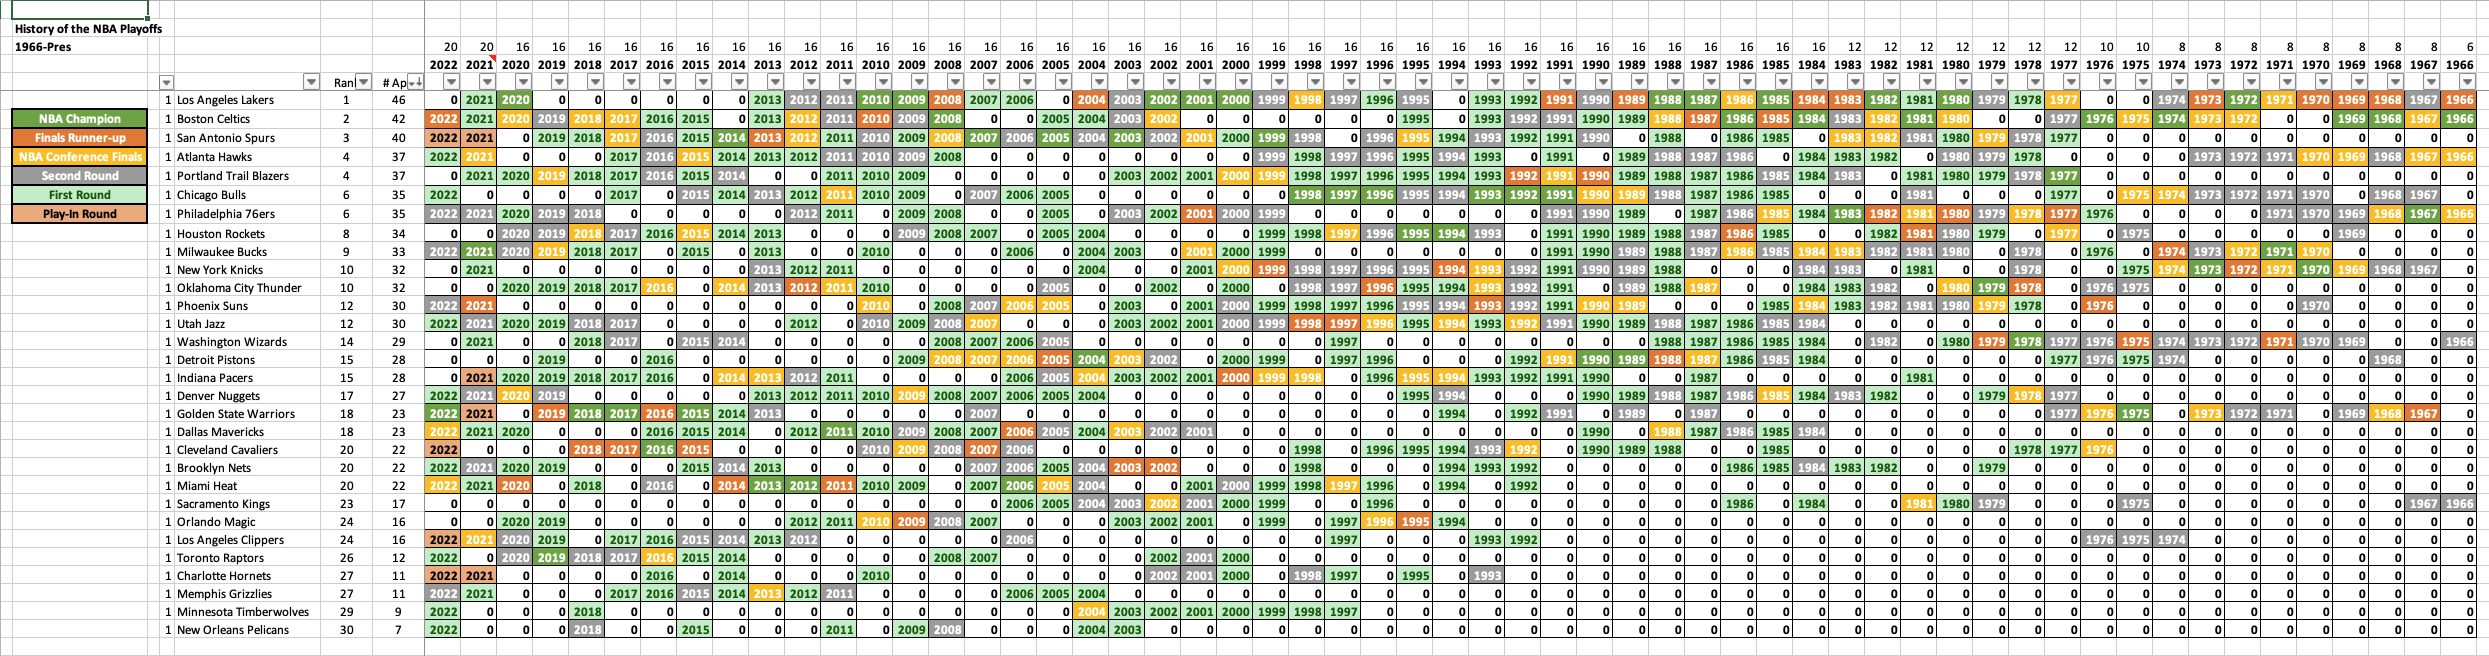 History of the NBA Playoffs
1966-Pres 20 20 16 16 16 16 16 16 16 16 16 16 16 16 16 16 16 16 16 16 16 16 16 16 16 16 16 16 16 16 16 16 16 16 16 16 16 16 16 12 12 12 12 12 12 12 10 10 8 8 8 8 8 8 8 8 6
2022 2021 2020 2019 2018 2017 2016 2015 2014 2013 2012 2011 2010 2009 2008 2007 2006 2005 2004 2003 2002 2001 2000 1999 1998 1997 1996 1995 1994 1993 1992 1991 1990 1989 1988 1987 1986 1985 1984 1983 1982 1981 1980 1979 1978 1977 1976 1975 1974 1973 1972 1971 1970 1969 1968 1967 1966
Ran # Ap
1 Los Angeles Lakers 1 46 0 2021 2020 0 0 0 0 0 0 2013 2012 2011 2010 2009 2008 2007 2006 0 2004 2003 2002 2001 2000 1999 1998 1997 1996 1995 0 1993 1992 1991 1990 1989 1988 1987 1986 1985 1984 1983 1982 1981 1980 1979 1978 1977 0 0 1974 1973 1972 1971 1970 1969 1968 1967 1966
NBA Champion 1 Boston Celtics 2 42 2022 2021 2020 2019 2018 2017 2016 2015 0 2013 2012 2011 2010 2009 2008 0 0 2005 2004 2003 2002 0 0 0 0 0 0 1995 0 1993 1992 1991 1990 1989 1988 1987 1986 1985 1984 1983 1982 1981 1980 0 0 1977 1976 1975 1974 1973 1972 0 0 1969 1968 1967 1966
Finals Runner-up 1 San Antonio Spurs 3 40 2022 2021 0 2019 2018 2017 2016 2015 2014 2013 2012 2011 2010 2009 2008 2007 2006 2005 2004 2003 2002 2001 2000 1999 1998 0 1996 1995 1994 1993 1992 1991 1990 0 1988 0 1986 1985 0 1983 1982 1981 1980 1979 1978 1977 0 0 0 0 0 0 0 0 0 0 0
NBA Conference Finals 1 Atlanta Hawks 4 37 2022 2021 0 0 0 2017 2016 2015 2014 2013 2012 2011 2010 2009 2008 0 0 0 0 0 0 0 0 1999 1998 1997 1996 1995 1994 1993 0 1991 0 1989 1988 1987 1986 0 1984 1983 1982 0 1980 1979 1978 0 0 0 0 1973 1972 1971 1970 1969 1968 1967 1966
Second Round 1 Portland Trail Blazers 4 37 0 2021 2020 2019 2018 2017 2016 2015 2014 0 0 2011 2010 2009 0 0 0 0 0 2003 2002 2001 2000 1999 1998 1997 1996 1995 1994 1993 1992 1991 1990 1989 1988 1987 1986 1985 1984 1983 0 1981 1980 1979 1978 1977 0 0 0 0 0 0 0 0 0 0 0
First Round 1 Chicago Bulls 6 35 2022 0 0 0 0 2017 0 2015 2014 2013 2012 2011 2010 2009 0 2007 2006 2005 0 0 0 0 0 0 1998 1997 1996 1995 1994 1993 1992 1991 1990 1989 1988 1987 1986 1985 0 0 0 1981 0 0 0 1977 0 1975 1974 1973 1972 1971 1970 0 1968 1967 0
Play-In Round 1 Philadelphia 76ers 6 35 2022 2021 2020 2019 2018 0 0 0 0 0 2012 2011 0 2009 2008 0 0 2005 0 2003 2002 2001 2000 1999 0 0 0 0 0 0 0 1991 1990 1989 0 1987 1986 1985 1984 1983 1982 1981 1980 1979 1978 1977 1976 0 0 0 0 1971 1970 1969 1968 1967 1966
1 Houston Rockets 8 34 0 0 2020 2019 2018 2017 2016 2015 2014 2013 0 0 0 2009 2008 2007 0 2005 2004 0 0 0 0 1999 1998 1997 1996 1995 1994 1993 0 1991 1990 1989 1988 1987 1986 1985 0 0 1982 1981 1980 1979 0 1977 0 1975 0 0 0 0 0 1969 0 0 0
1 Milwaukee Bucks 9 33 2022 2021 2020 2019 2018 2017 0 2015 0 2013 0 0 2010 0 0 0 2006 0 2004 2003 0 2001 2000 1999 0 0 0 0 0 0 0 1991 1990 1989 1988 1987 1986 1985 1984 1983 1982 1981 1980 0 1978 0 1976 0 1974 1973 1972 1971 1970 0 0 0 0
1 New York Knicks 10 32 0 2021 0 0 0 0 0 0 0 2013 2012 2011 0 0 0 0 0 0 2004 0 0 2001 2000 1999 1998 1997 1996 1995 1994 1993 1992 1991 1990 1989 1988 0 0 0 1984 1983 0 1981 0 0 1978 0 0 1975 1974 1973 1972 1971 1970 1969 1968 1967 0
1 Oklahoma City Thunder 10 32 0 0 2020 2019 2018 2017 2016 0 2014 2013 2012 2011 2010 0 0 0 0 2005 0 0 2002 0 2000 0 1998 1997 1996 1995 1994 1993 1992 1991 0 1989 1988 1987 0 0 1984 1983 1982 0 1980 1979 1978 0 1976 1975 0 0 0 0 0 0 0 0 0
1 Phoenix Suns 12 30 2022 2021 0 0 0 0 0 0 0 0 0 0 2010 0 2008 2007 2006 2005 0 2003 0 2001 2000 1999 1998 1997 1996 1995 1994 1993 1992 1991 1990 1989 0 0 0 1985 1984 1983 1982 1981 1980 1979 1978 0 1976 0 0 0 0 0 1970 0 0 0 0
1 Utah Jazz 12 30 2022 2021 2020 2019 2018 2017 0 0 0 0 2012 0 2010 2009 2008 2007 0 0 0 2003 2002 2001 2000 1999 1998 1997 1996 1995 1994 1993 1992 1991 1990 1989 1988 1987 1986 1985 1984 0 0 0 0 0 0 0 0 0 0 0 0 0 0 0 0 0 0
1 Washington Wizards 14 29 0 2021 0 0 2018 2017 0 2015 2014 0 0 0 0 0 2008 2007 2006 2005 0 0 0 0 0 0 0 1997 0 0 0 0 0 0 0 0 1988 1987 1986 1985 1984 0 1982 0 1980 1979 1978 1977 1976 1975 1974 1973 1972 1971 1970 1969 0 0 1966
1 Detroit Pistons 15 28 0 0 0 2019 0 0 2016 0 0 0 0 0 0 2009 2008 2007 2006 2005 2004 2003 2002 0 2000 1999 0 1997 1996 0 0 0 1992 1991 1990 1989 1988 1987 1986 1985 1984 0 0 0 0 0 0 1977 1976 1975 1974 0 0 0 0 0 1968 0 0
1 Indiana Pacers 15 28 0 2021 2020 2019 2018 2017 2016 0 2014 2013 2012 2011 0 0 0 0 2006 2005 2004 2003 2002 2001 2000 1999 1998 0 1996 1995 1994 1993 1992 1991 1990 0 0 1987 0 0 0 0 0 1981 0 0 0 0 0 0 0 0 0 0 0 0 0 0 0
1 Denver Nuggets 17 27 2022 2021 2020 2019 0 0 0 0 0 2013 2012 2011 2010 2009 2008 2007 2006 2005 2004 0 0 0 0 0 0 0 0 1995 1994 0 0 0 1990 1989 1988 1987 1986 1985 1984 1983 1982 0 0 1979 1978 1977 0 0 0 0 0 0 0 0 0 0 0
1 Golden State Warriors 18 23 2022 2021 0 2019 2018 2017 2016 2015 2014 2013 0 0 0 0 0 2007 0 0 0 0 0 0 0 0 0 0 0 0 1994 0 1992 1991 0 1989 0 1987 0 0 0 0 0 0 0 0 0 1977 1976 1975 0 1973 1972 1971 0 1969 1968 1967 0
1 Dallas Mavericks 18 23 2022 2021 2020 0 0 0 2016 2015 2014 0 2012 2011 2010 2009 2008 2007 2006 2005 2004 2003 2002 2001 0 0 0 0 0 0 0 0 0 0 1990 0 1988 1987 1986 1985 1984 0 0 0 0 0 0 0 0 0 0 0 0 0 0 0 0 0 0
1 Cleveland Cavaliers 20 22 2022 0 0 0 2018 2017 2016 2015 0 0 0 0 2010 2009 2008 2007 2006 0 0 0 0 0 0 0 1998 0 1996 1995 1994 1993 1992 0 1990 1989 1988 0 0 1985 0 0 0 0 0 0 1978 1977 1976 0 0 0 0 0 0 0 0 0 0
1 Brooklyn Nets 20 22 2022 2021 2020 2019 0 0 0 2015 2014 2013 0 0 0 0 0 2007 2006 2005 2004 2003 2002 0 0 0 1998 0 0 0 1994 1993 1992 0 0 0 0 0 1986 1985 1984 1983 1982 0 0 1979 0 0 0 0 0 0 0 0 0 0 0 0 0
1 Miami Heat 20 22 2022 2021 2020 0 2018 0 2016 0 2014 2013 2012 2011 2010 2009 0 2007 2006 2005 2004 0 0 2001 2000 1999 1998 1997 1996 0 1994 0 1992 0 0 0 0 0 0 0 0 0 0 0 0 0 0 0 0 0 0 0 0 0 0 0 0 0 0
1 Sacramento Kings 23 17 0 0 0 0 0 0 0 0 0 0 0 0 0 0 0 0 2006 2005 2004 2003 2002 2001 2000 1999 0 0 1996 0 0 0 0 0 0 0 0 0 1986 0 1984 0 0 1981 1980 1979 0 0 0 1975 0 0 0 0 0 0 0 1967 1966
1 Orlando Magic 24 16 0 0 2020 2019 0 0 0 0 0 0 2012 2011 2010 2009 2008 2007 0 0 0 2003 2002 2001 0 1999 0 1997 1996 1995 1994 0 0 0 0 0 0 0 0 0 0 0 0 0 0 0 0 0 0 0 0 0 0 0 0 0 0 0 0
1 Los Angeles Clippers 24 16 2022 2021 2020 2019 0 2017 2016 2015 2014 2013 2012 0 0 0 0 0 2006 0 0 0 0 0 0 0 0 1997 0 0 0 1993 1992 0 0 0 0 0 0 0 0 0 0 0 0 0 0 0 1976 1975 1974 0 0 0 0 0 0 0 0
1 Toronto Raptors 26 12 2022 0 2020 2019 2018 2017 2016 2015 2014 0 0 0 0 0 2008 2007 0 0 0 0 2002 2001 2000 0 0 0 0 0 0 0 0 0 0 0 0 0 0 0 0 0 0 0 0 0 0 0 0 0 0 0 0 0 0 0 0 0 0
1 Charlotte Hornets 27 11 2022 2021 0 0 0 0 2016 0 2014 0 0 0 2010 0 0 0 0 0 0 0 2002 2001 2000 0 1998 1997 0 1995 0 1993 0 0 0 0 0 0 0 0 0 0 0 0 0 0 0 0 0 0 0 0 0 0 0 0 0 0 0
1 Memphis Grizzlies 27 11 2022 2021 0 0 0 2017 2016 2015 2014 2013 2012 2011 0 0 0 0 2006 2005 2004 0 0 0 0 0 0 0 0 0 0 0 0 0 0 0 0 0 0 0 0 0 0 0 0 0 0 0 0 0 0 0 0 0 0 0 0 0 0
1 Minnesota Timberwolves 29 9 2022 0 0 0 2018 0 0 0 0 0 0 0 0 0 0 0 0 0 2004 2003 2002 2001 2000 1999 1998 1997 0 0 0 0 0 0 0 0 0 0 0 0 0 0 0 0 0 0 0 0 0 0 0 0 0 0 0 0 0 0 0
1 New Orleans Pelicans 30 7 2022 0 0 0 2018 0 0 2015 0 0 0 2011 0 2009 2008 0 0 0 2004 2003 0 0 0 0 0 0 0 0 0 0 0 0 0 0 0 0 0 0 0 0 0 0 0 0 0 0 0 0 0 0 0 0 0 0 0 0 0